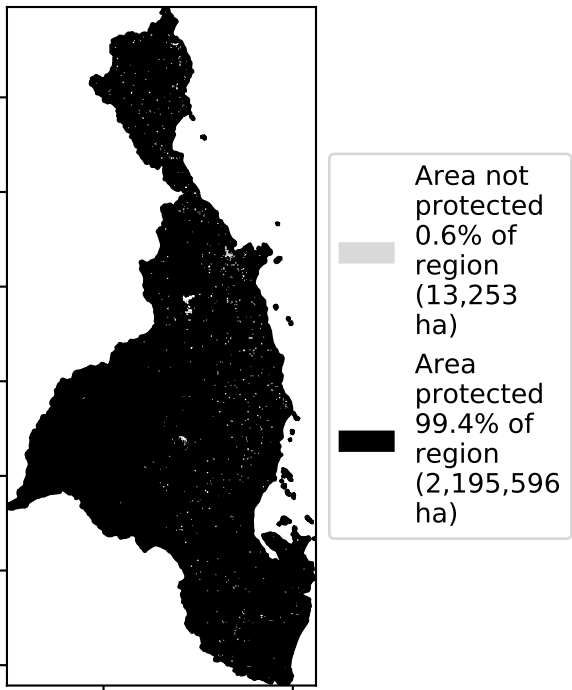 Area not
protected
0.6% of
region
(13,253
ha)
Area
protected
99.4% of
region
(2,195,596
ha)